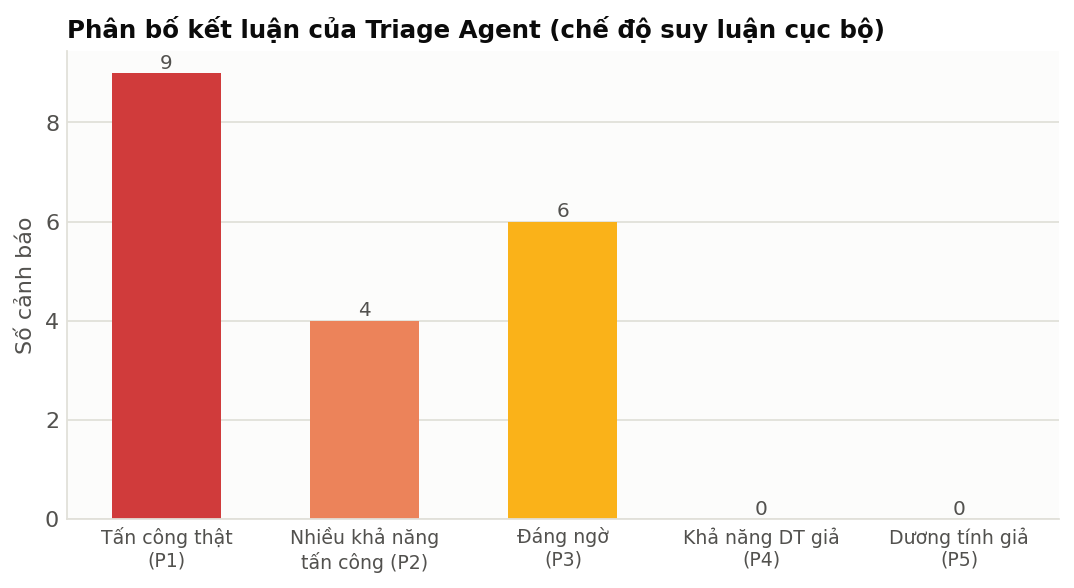 Phân bố kết luận của Triage Agent (chế độ suy luận cục bộ)
Số cảnh báo
8
6
4
2
0
9
4
6
0
0
Tấn công thật
(P1)
Nhiều khả năng
tấn công (P2)
Đáng ngờ
(P3)
Khả năng DT giả
(P4)
Dương tính giả
(P5)